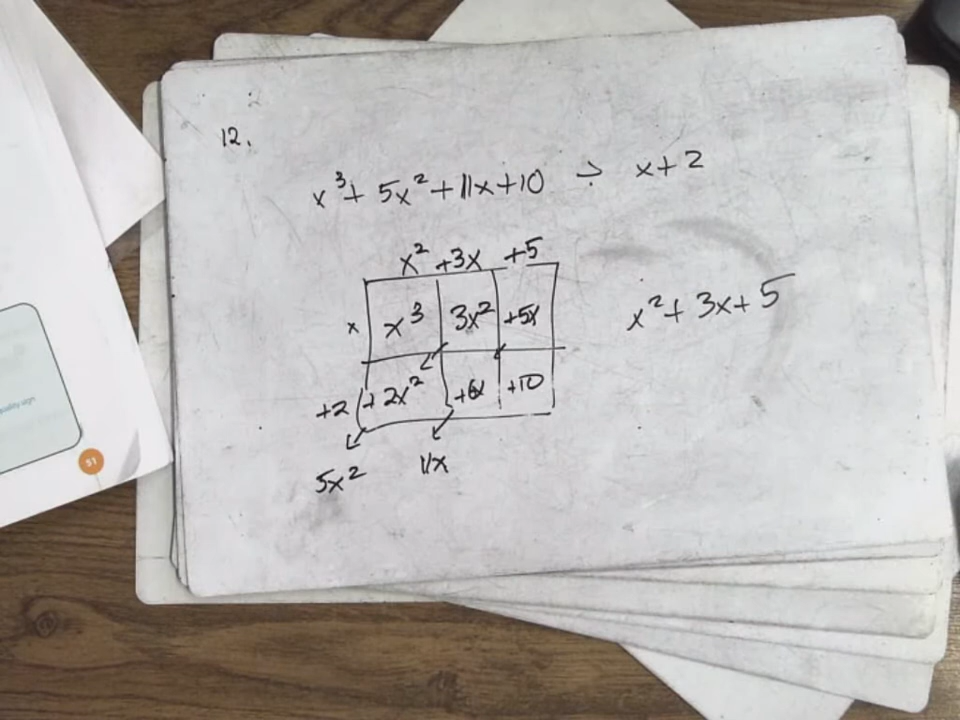 12.
x³ + 5x² + 11x + 10 ÷ x + 2
x² + 3x + 5
x x³ 3x² + 5x
+2 + 2x² + 6x + 10
5x² 11x
x² + 3x + 5
51